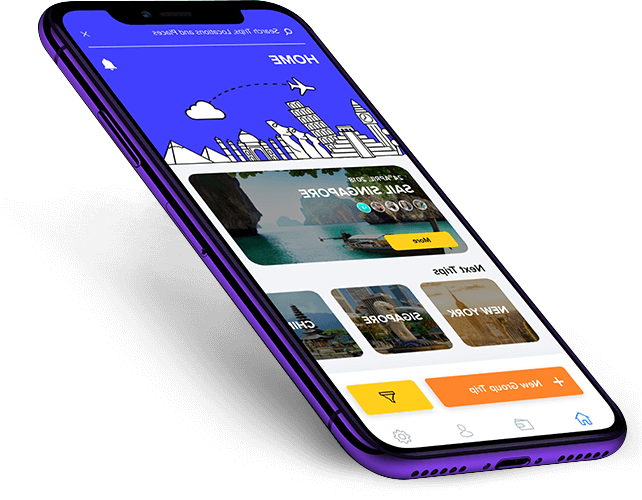 Search Trips, Locations and Places
HOME
24 APRIL, 2018
SAIL SINGAPORE
More
Next Trips
NEW YORK
SIGAPORE
CHI
+ New Group Trip